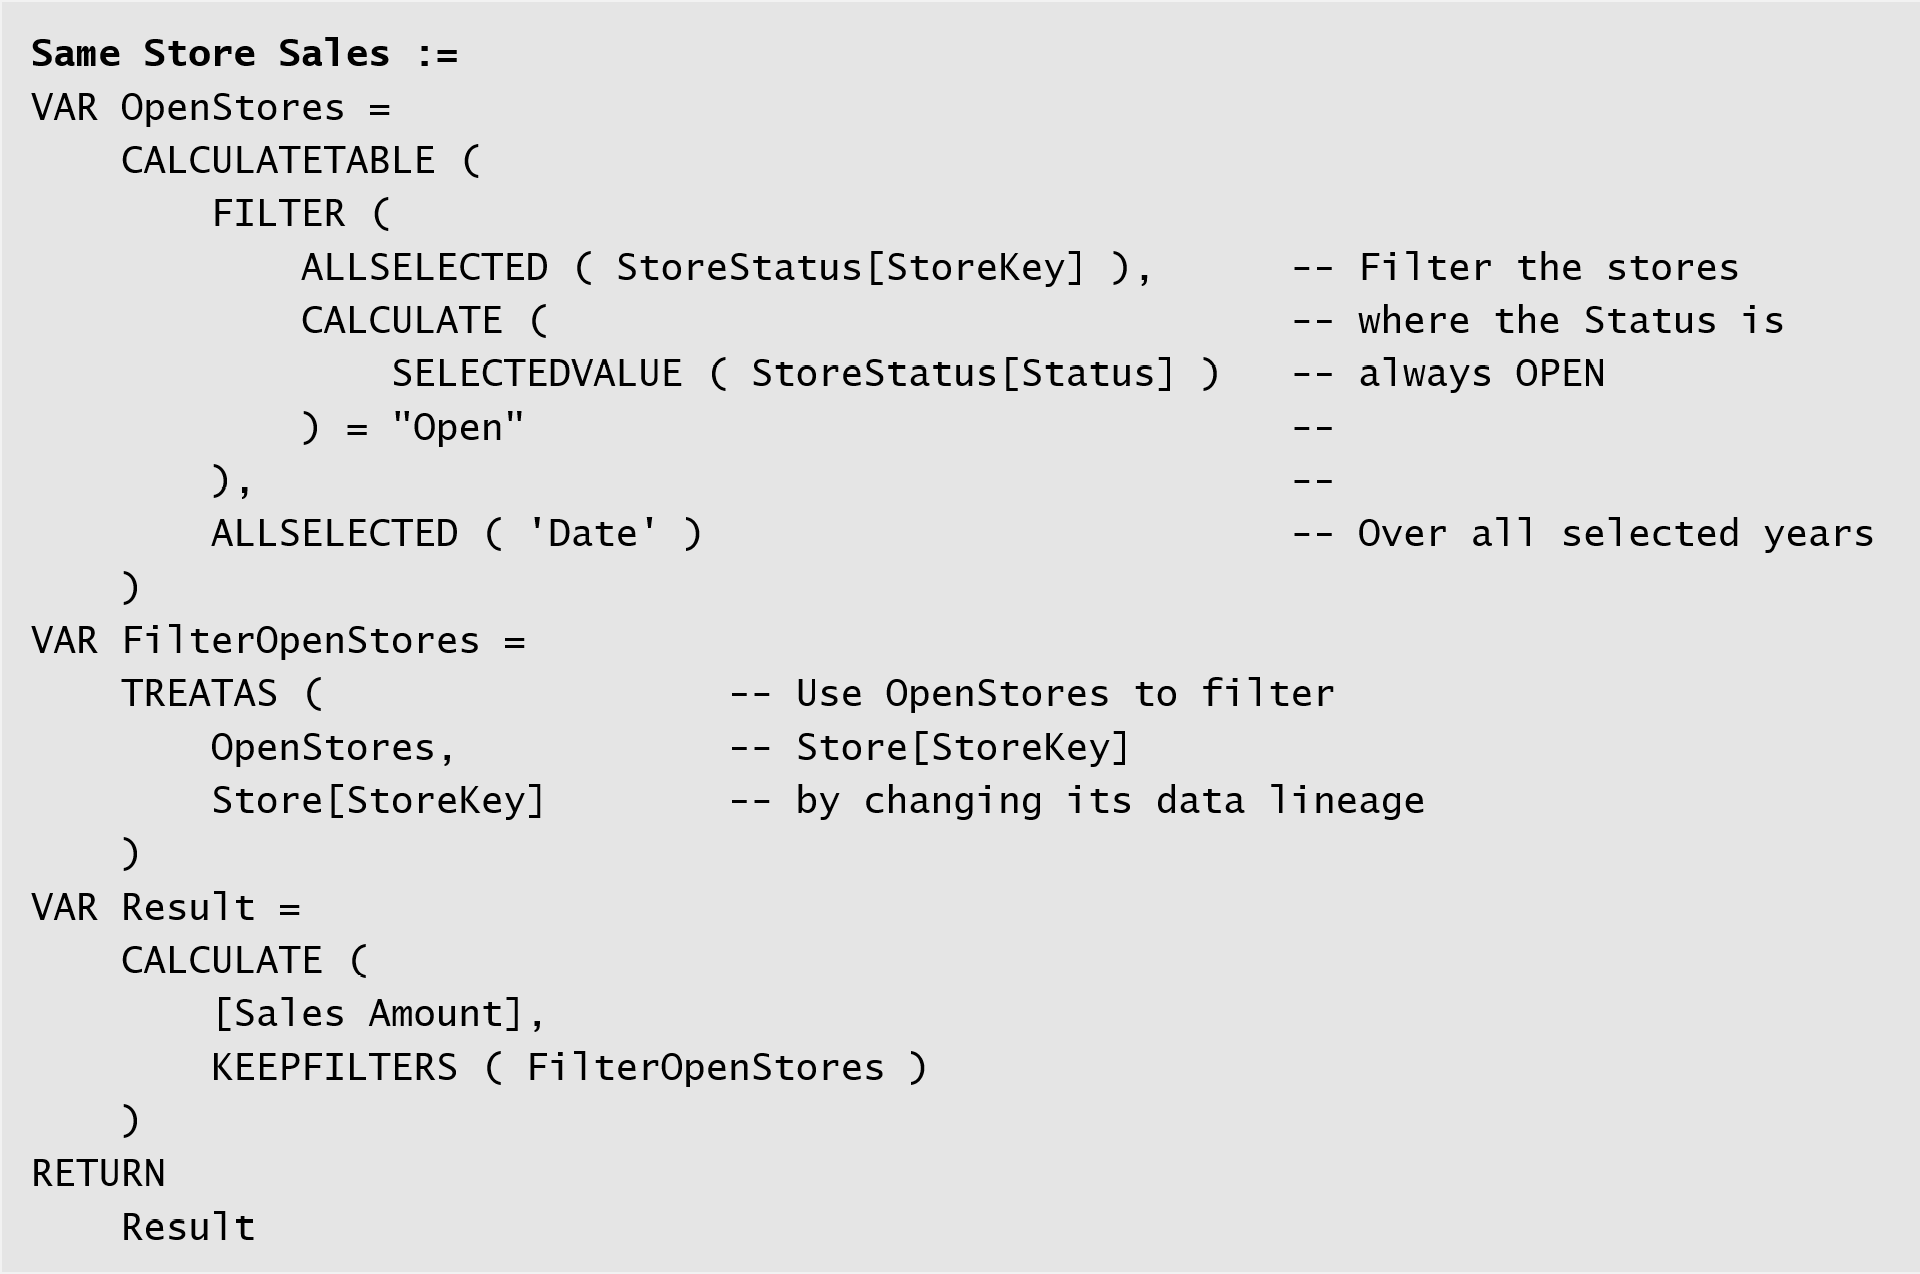 Same Store Sales :=
VAR OpenStores =
    CALCULATETABLE (
        FILTER (
            ALLSELECTED ( StoreStatus[StoreKey] ),      -- Filter the stores
            CALCULATE (                                 -- where the Status is
                SELECTEDVALUE ( StoreStatus[Status] )   -- always OPEN
            ) = "Open"                                  --
        ),                                              --
        ALLSELECTED ( 'Date' )                          -- Over all selected years
    )
VAR FilterOpenStores =
    TREATAS (                  -- Use OpenStores to filter
        OpenStores,            -- Store[StoreKey]
        Store[StoreKey]        -- by changing its data lineage
    )
VAR Result =
    CALCULATE (
        [Sales Amount],
        KEEPFILTERS ( FilterOpenStores )
    )
RETURN
    Result